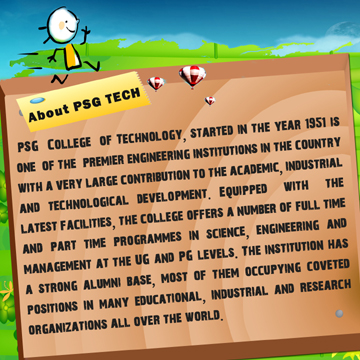 About PSG TECH
PSG College of Technology, started in the year 1951 is
one of the premier engineering institutions in the country
with a very large contribution to the academic, industrial
and technological development. Equipped with the
latest facilities, the college offers a number of full time
and part time programmes in science, engineering and
management at the UG and PG levels. The institution has
a strong alumni base, most of them occupying coveted
positions in many educational, industrial and research
organizations all over the world.